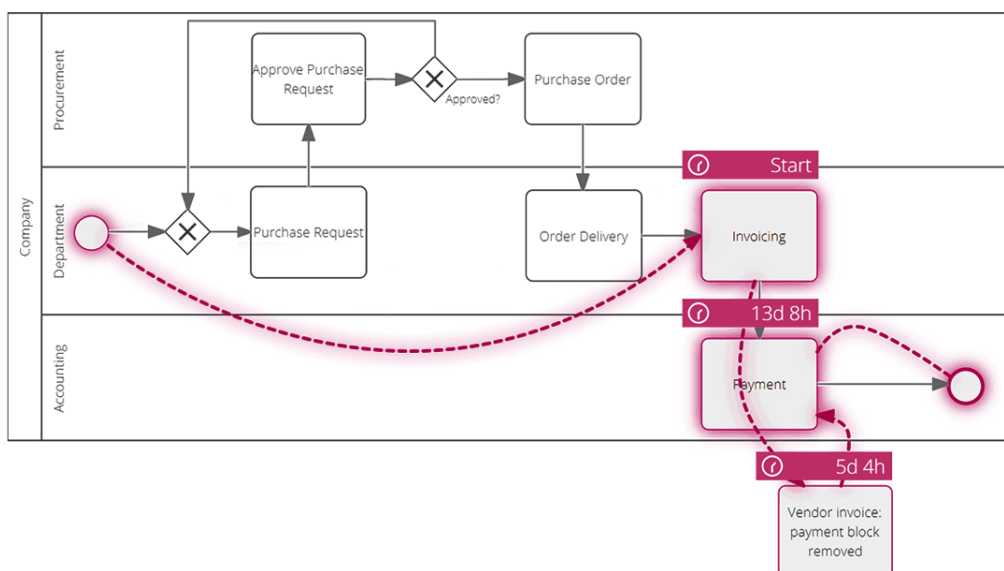 Company
Procurement
Approve Purchase
Request
Approved?
Purchase Order
Department
Purchase Request
Order Delivery
Start
Invoicing
Accounting
13d 8h
Payment
5d 4h
Vendor invoice:
payment block
removed